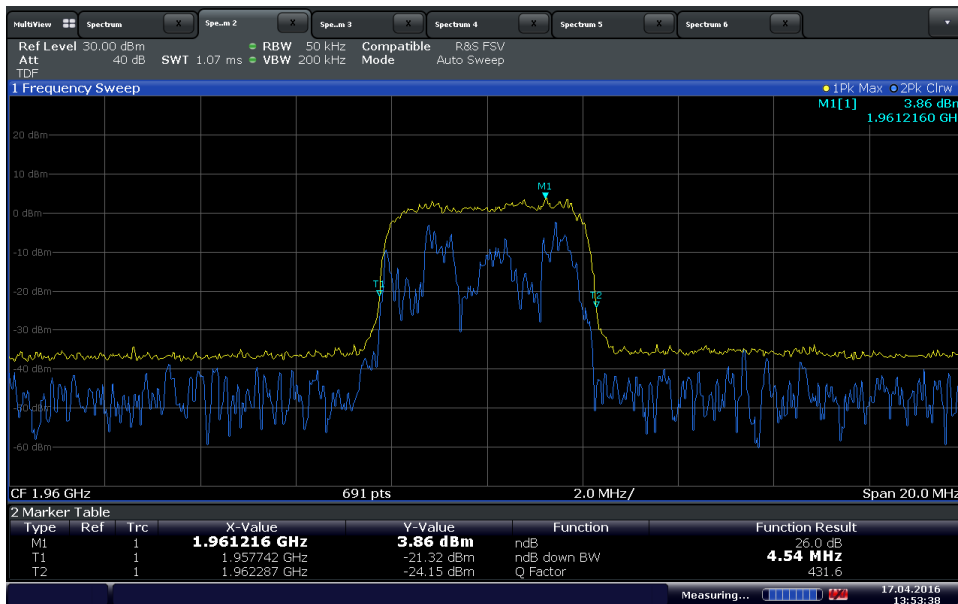 MultiView Spectrum X Spe..m 2 X Spe..m 3 X Spectrum 4 X Spectrum 5 X Spectrum 6 X
Ref Level 30.00 dBm RBW 50 kHz Compatible R&S FSV
Att 40 dB SWT 1.07 ms VBW 200 kHz Mode Auto Sweep
TDF
1 Frequency Sweep 1Pk Max 2Pk Clrw
M1[1] 3.86 dBm
1.9612160 GH
20 dBm
10 dBm
M1
0 dBm
-10 dBm
T1
-20 dBm
T2
-30 dBm
-40 dBm
-50 dBm
-60 dBm
CF 1.96 GHz 691 pts 2.0 MHz/ Span 20.0 MHz
2 Marker Table
Type Ref Trc X-Value Y-Value Function Function Result
M1 1 1.961216 GHz 3.86 dBm ndB 26.0 dB
T1 1 1.957742 GHz -21.32 dBm ndB down BW 4.54 MHz
T2 1 1.962287 GHz -24.15 dBm Q Factor 431.6
Measuring... 17.04.2016
13:53:38